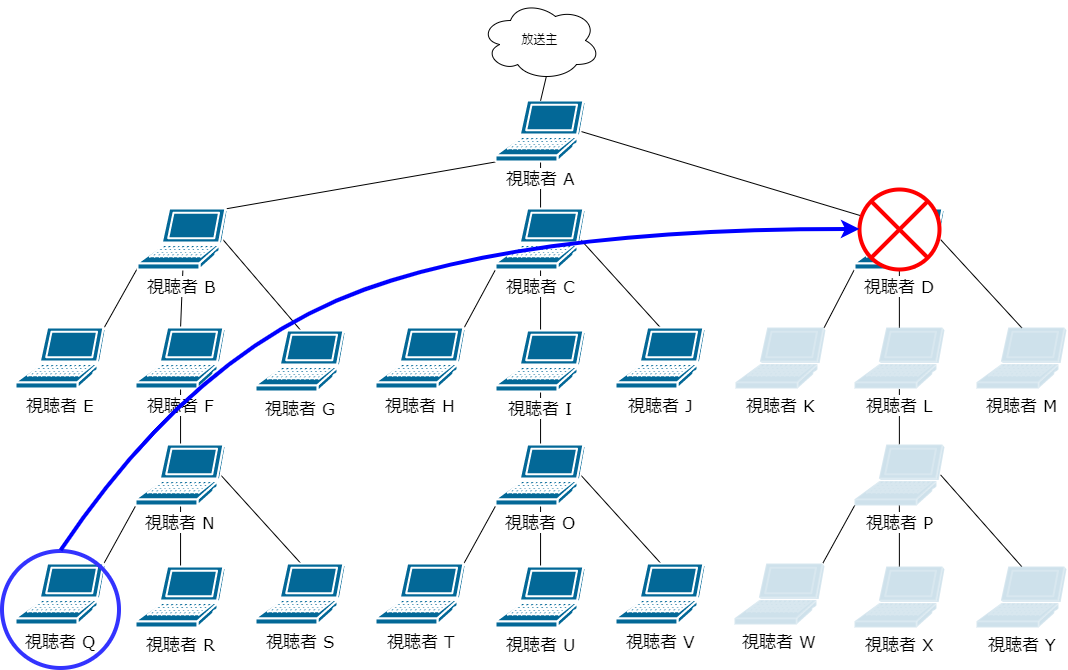 放送主
視聴者 A
視聴者 B
視聴者 C
視聴者 D
視聴者 E
視聴者 F
視聴者 G
視聴者 H
視聴者 I
視聴者 J
視聴者 K
視聴者 L
視聴者 M
視聴者 N
視聴者 O
視聴者 P
視聴者 Q
視聴者 R
視聴者 S
視聴者 T
視聴者 U
視聴者 V
視聴者 W
視聴者 X
視聴者 Y